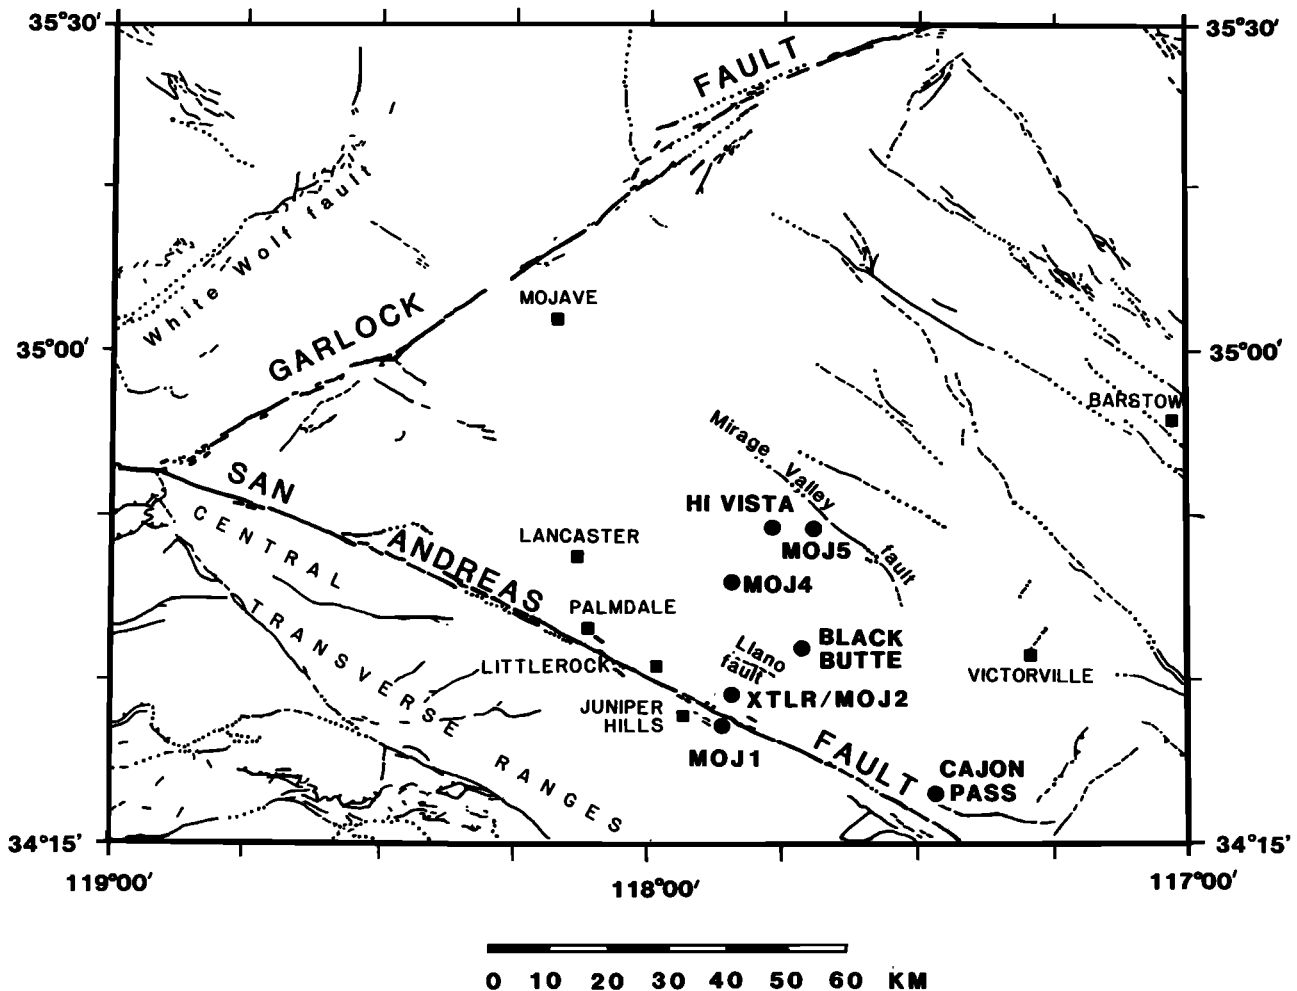 35°30′
35°30′
FAULT
White Wolf fault
MOJAVE
GARLOCK
35°00′
35°00′
BARSTOW
Mirage Valley fault
SAN ANDREAS FAULT
HI VISTA
CENTRAL
LANCASTER
MOJ5
MOJ4
TRANSVERSE
PALMDALE
BLACK
BUTTE
Llano
fault
LITTLEROCK
VICTORVILLE
XTLR/MOJ2
JUNIPER
HILLS
MOJ1
RANGES
CAJON
PASS
34°15′
34°15′
119°00′
118°00′
117°00′
0 10 20 30 40 50 60 KM